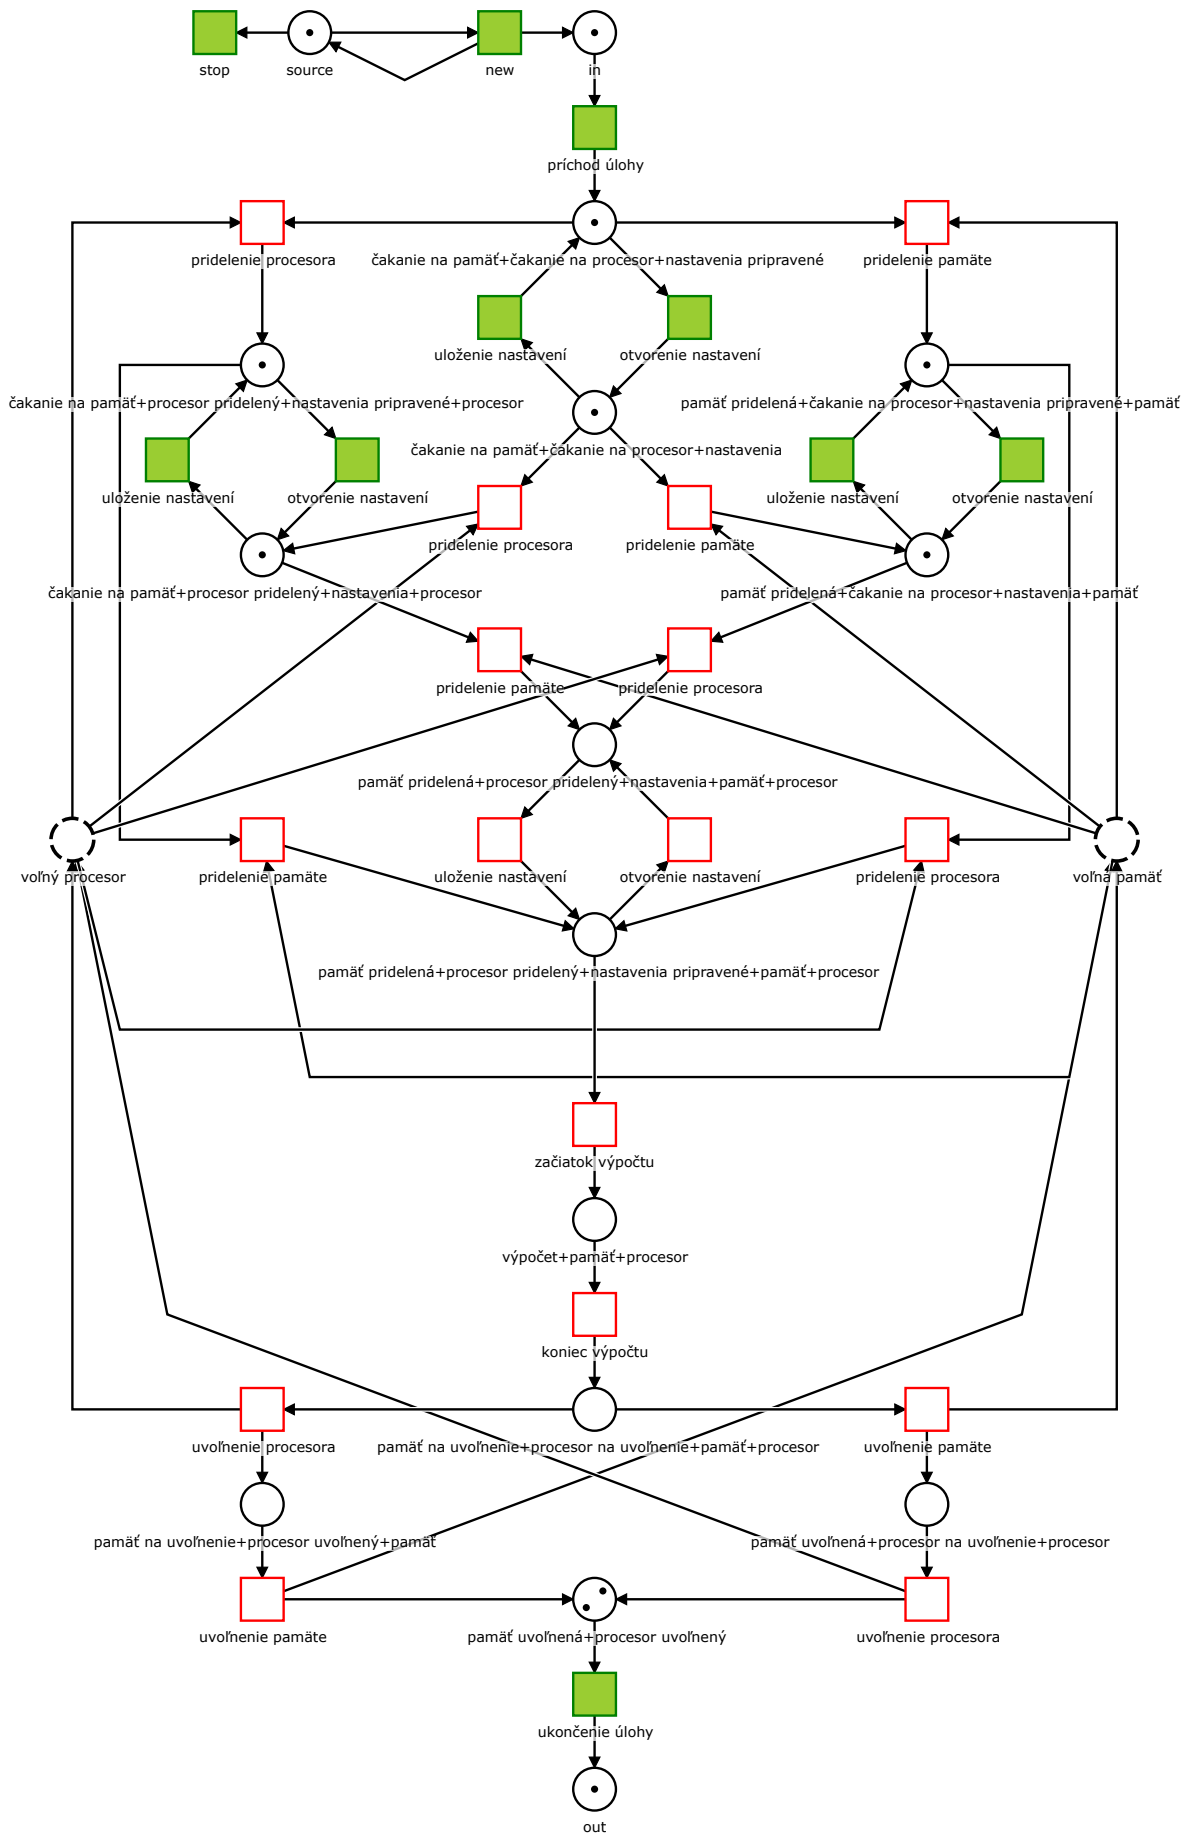 stop
source
new
in
príchod úlohy
pridelenie procesora
čakanie na pamäť+čakanie na procesor+nastavenia pripravené
pridelenie pamäte
uloženie nastavení
otvorenie nastavení
čakanie na pamäť+procesor pridelený+nastavenia pripravené+procesor
pamäť pridelená+čakanie na procesor+nastavenia pripravené+pamäť
čakanie na pamäť+čakanie na procesor+nastavenia
uloženie nastavení
otvorenie nastavení
uloženie nastavení
otvorenie nastavení
pridelenie procesora
pridelenie pamäte
čakanie na pamäť+procesor pridelený+nastavenia+procesor
pamäť pridelená+čakanie na procesor+nastavenia+pamäť
pridelenie pamäte
pridelenie procesora
pamäť pridelená+procesor pridelený+nastavenia+pamäť+procesor
voľný procesor
pridelenie pamäte
uloženie nastavení
otvorenie nastavení
pridelenie procesora
voľná pamäť
pamäť pridelená+procesor pridelený+nastavenia pripravené+pamäť+procesor
začiatok výpočtu
výpočet+pamäť+procesor
koniec výpočtu
uvoľnenie procesora
pamäť na uvoľnenie+procesor na uvoľnenie+pamäť+procesor
uvoľnenie pamäte
pamäť na uvoľnenie+procesor uvoľnený+pamäť
pamäť uvoľnená+procesor na uvoľnenie+procesor
uvoľnenie pamäte
pamäť uvoľnená+procesor uvoľnený
uvoľnenie procesora
ukončenie úlohy
out